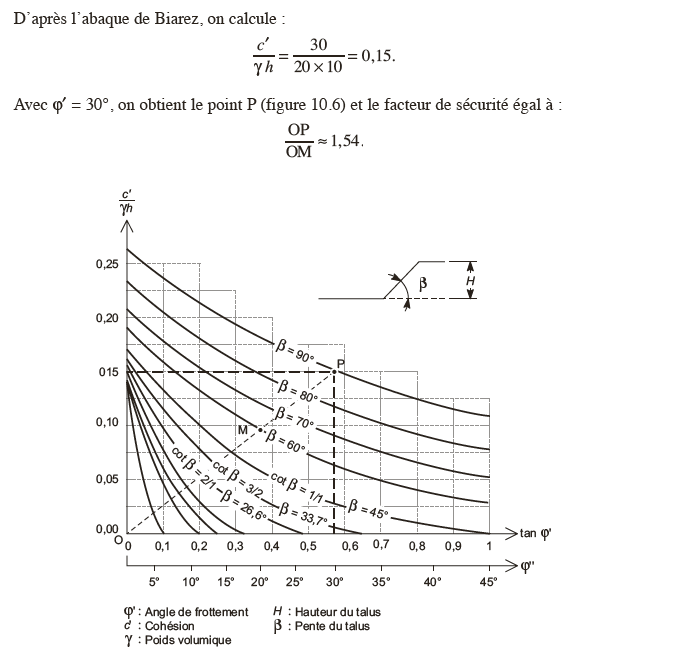 D'après l'abaque de Biarez, on calcule :
c′/γ h = 30/20 × 10 = 0,15.
Avec φ′ = 30°, on obtient le point P (figure 10.6) et le facteur de sécurité égal à :
OP/OM ≈ 1,54.
c'/γh
0,25
0,20
015
0,10
0,05
0,00
O
β
H
β = 90°
P
β = 80°
β = 70°
M
β = 60°
cot β = 1/1
β = 45°
cot β = 3/2
β = 33,7°
cot β = 2/1
β = 26,6°
0 0,1 0,2 0,3 0,4 0,5 0,6 0,7 0,8 0,9 1
tan φ'
5° 10° 15° 20° 25° 30° 35° 40° 45°
φ''
φ' : Angle de frottement H : Hauteur du talus
c' : Cohésion β : Pente du talus
γ : Poids volumique